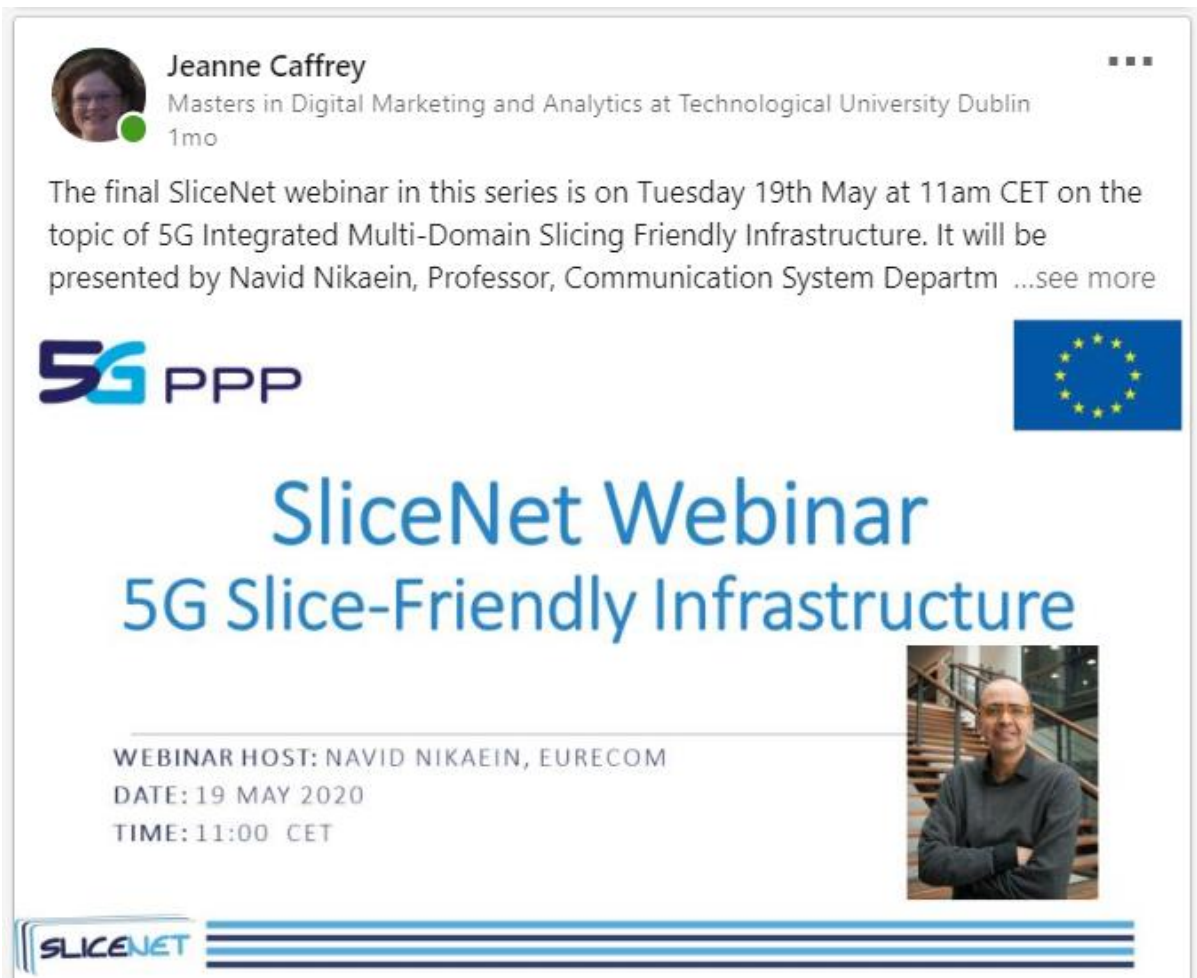 Jeanne Caffrey
Masters in Digital Marketing and Analytics at Technological University Dublin
1mo
The final SliceNet webinar in this series is on Tuesday 19th May at 11am CET on the
topic of 5G Integrated Multi-Domain Slicing Friendly Infrastructure. It will be
presented by Navid Nikaein, Professor, Communication System Departm ...see more
5G PPP
SliceNet Webinar
5G Slice-Friendly Infrastructure
WEBINAR HOST: NAVID NIKAEIN, EURECOM
DATE: 19 MAY 2020
TIME: 11:00 CET
SLICENET